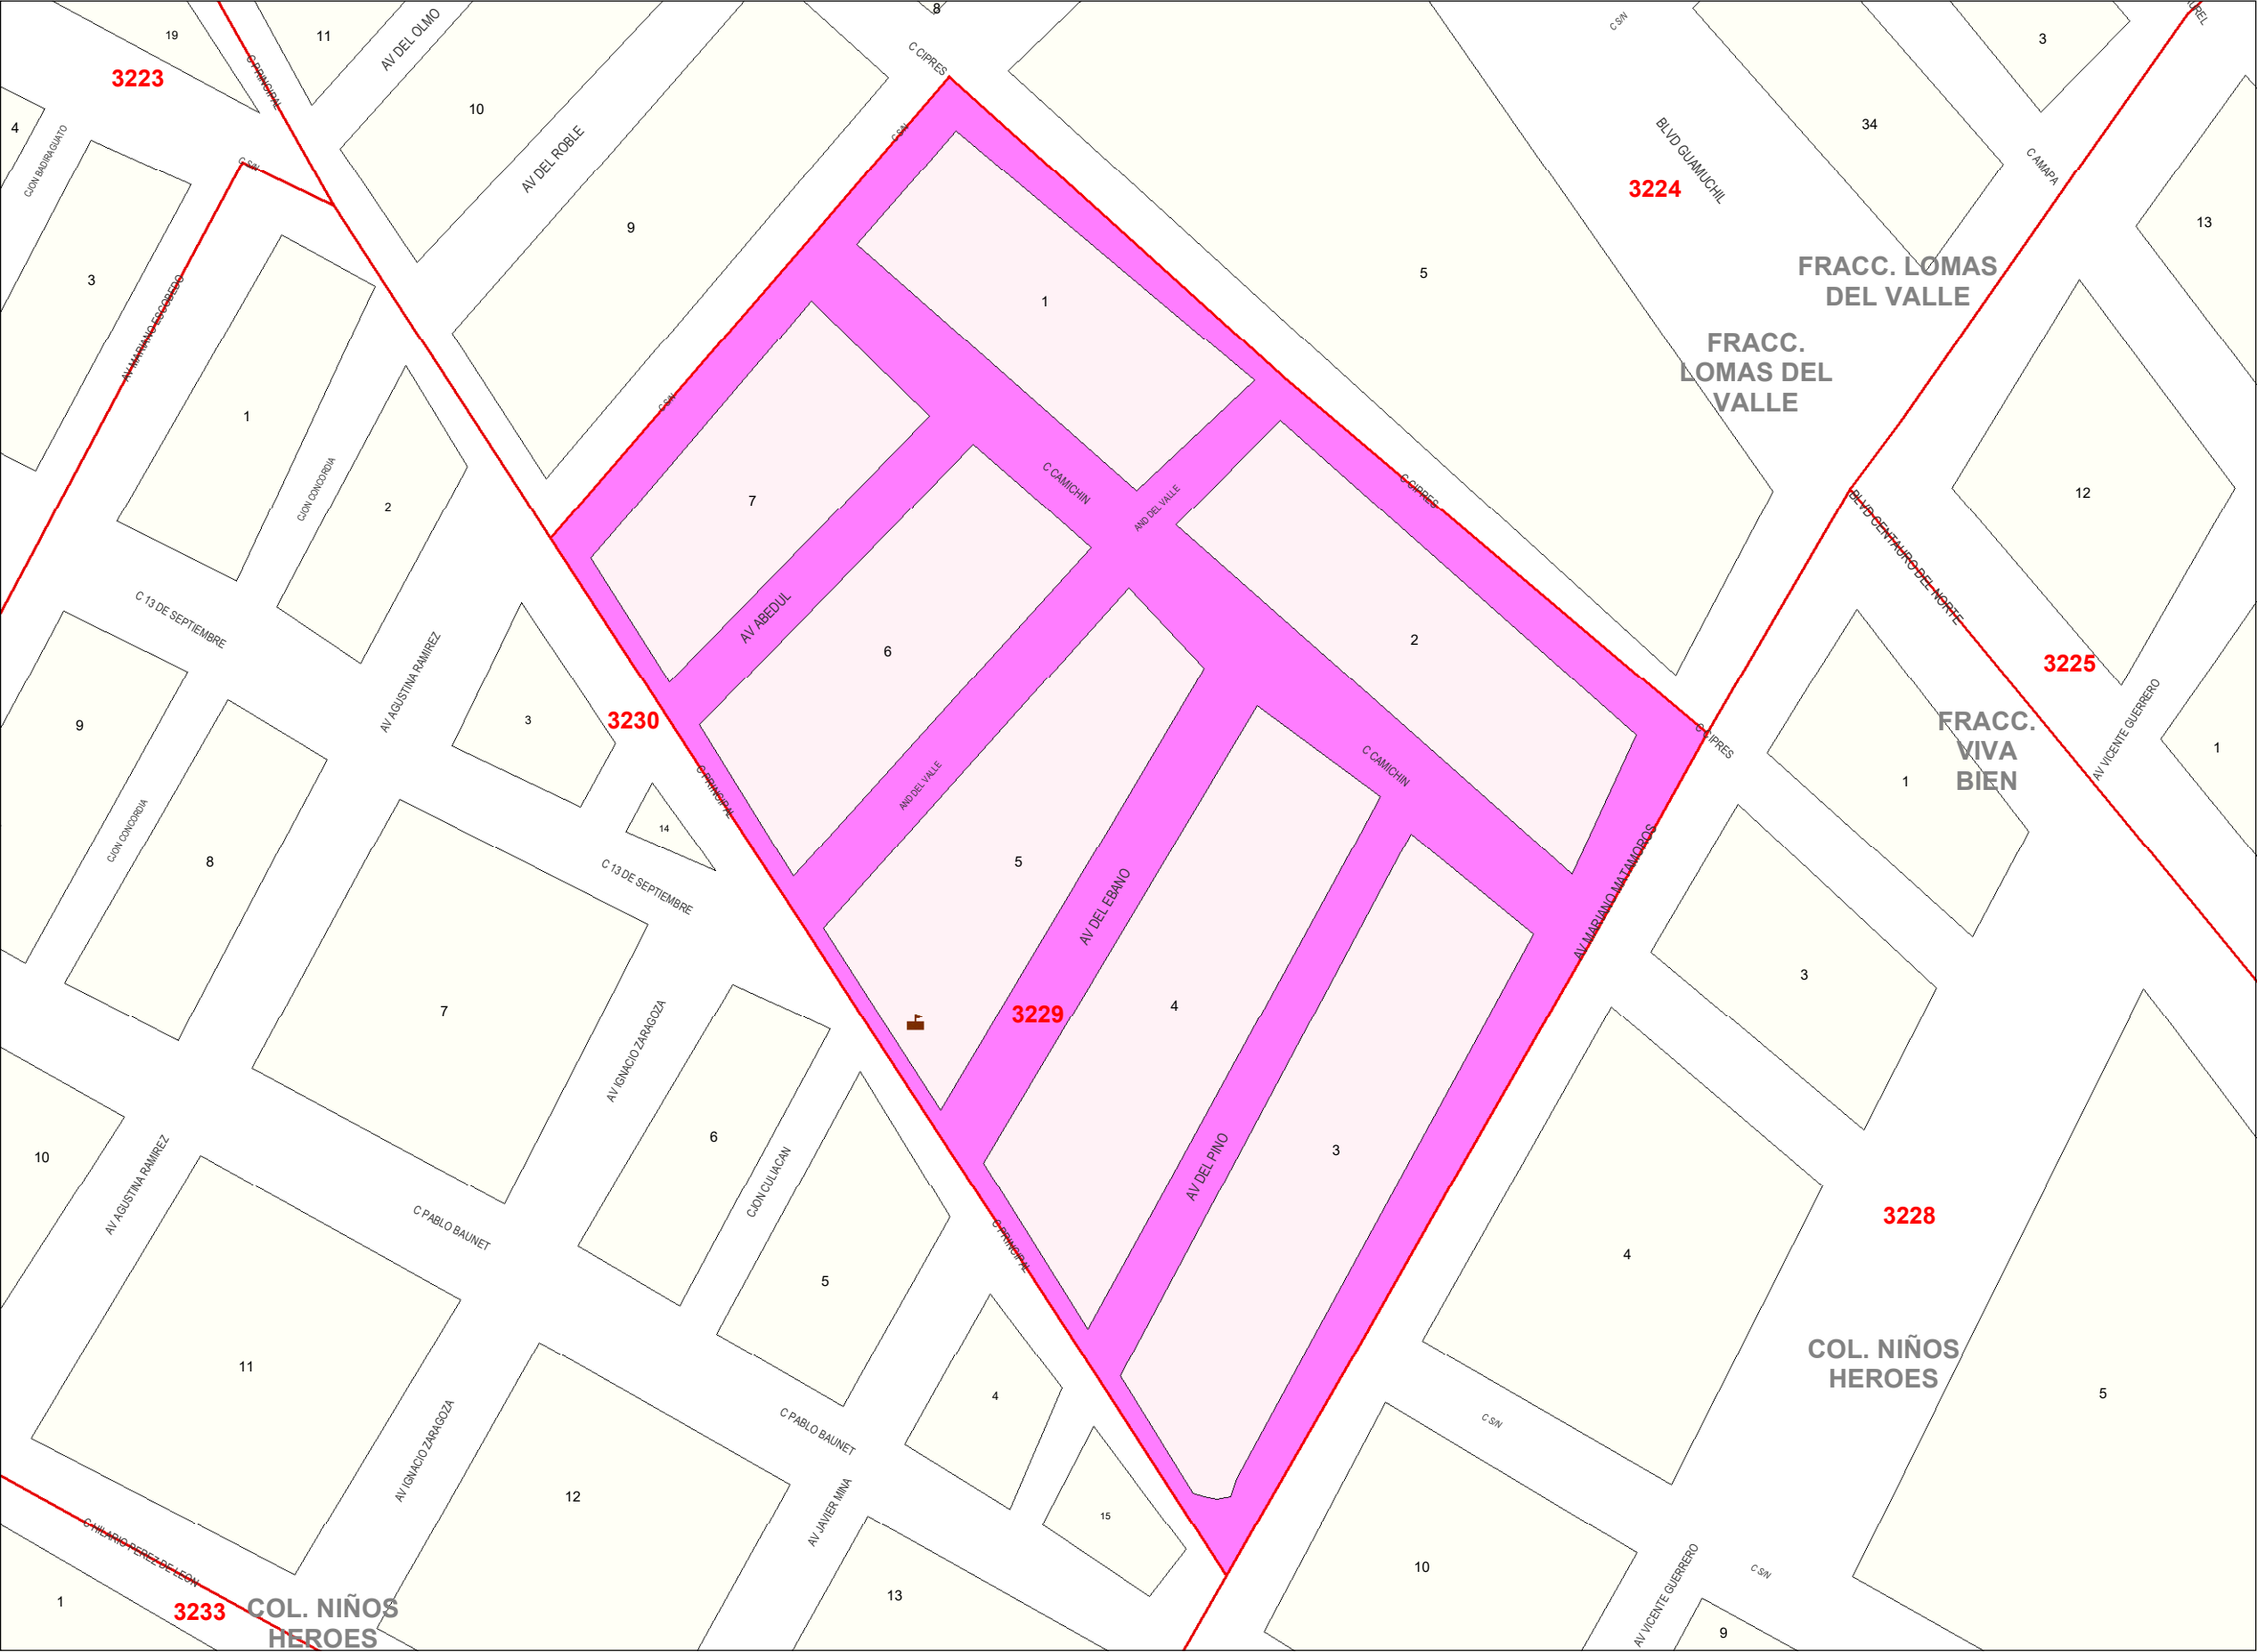 8
19
11
AV DEL OLMO
C S/N
3
C CIPRES
C PRINCIPAL
3223
10
34
4
C S/N
BLVD GUAMUCHIL
CJON BADIRAGUATO
AV DEL ROBLE
C S/N
C AMAPA
3224
9
13
3
5
1
FRACC. LOMAS
DEL VALLE
AV MARIANO ESCOBEDO
FRACC.
LOMAS DEL
VALLE
C S/N
1
CJON CONCORDIA
2
7
C CAMICHIN
AND DEL VALLE
C CIPRES
12
BLVD CENTAURO DEL NORTE
C 13 DE SEPTIEMBRE
AV ABEDUL
AV AGUSTINA RAMIREZ
6
2
3225
9
3
3230
AV VICENTE GUERRERO
FRACC.
VIVA
BIEN
C CIPRES
1
1
C PRINCIPAL
AND DEL VALLE
C CAMICHIN
CJON CONCORDIA
14
8
C 13 DE SEPTIEMBRE
5
AV DEL EBANO
AV MARIANO MATAMOROS
3
7
4
3229
AV IGNACIO ZARAGOZA
6
10
AV AGUSTINA RAMIREZ
CJON CULIACAN
AV DEL PINO
3
C PABLO BAUNET
C PRINCIPAL
3228
4
5
COL. NIÑOS
HEROES
11
4
5
C PABLO BAUNET
C S/N
AV IGNACIO ZARAGOZA
12
AV JAVIER MINA
15
C HILARIO PEREZ DE LEON
10
C S/N
AV VICENTE GUERRERO
1
3233
COL. NIÑOS
HEROES
13
9